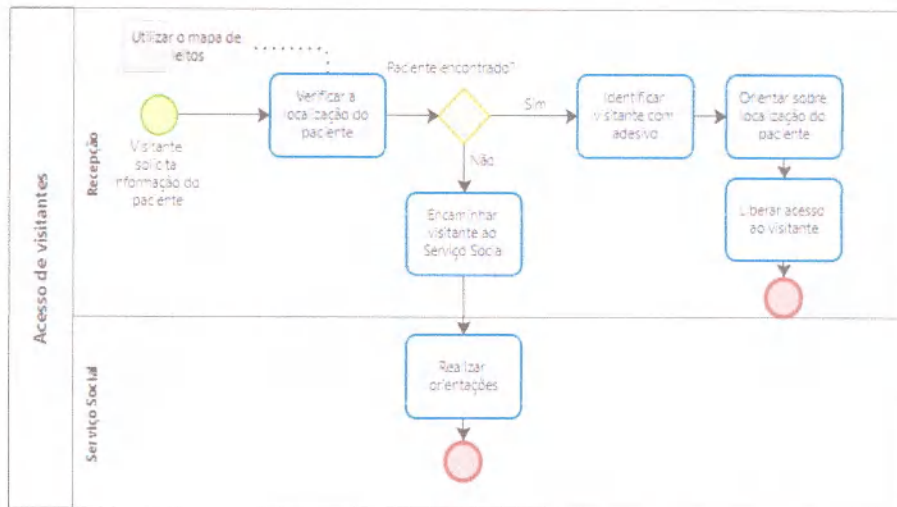 Acesso de visitantes
Recepção
Utilizar o mapa de
leitos
Visitante
solicita
informação do
paciente
Verificar a
localização do
paciente
Paciente encontrado?
Sim
Não
Identificar
visitante com
adesivo
Orientar sobre
localização do
paciente
Liberar acesso
ao visitante
Encaminhar
visitante ao
Serviço Social
Serviço Social
Realizar
orientações